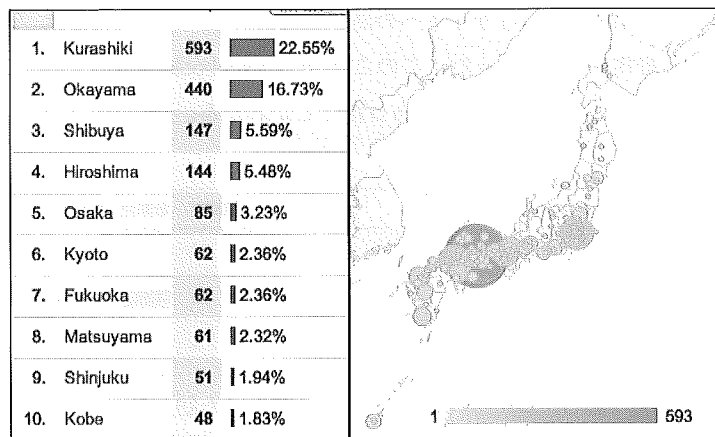 1. Kurashiki 593 22.55%
2. Okayama 440 16.73%
3. Shibuya 147 5.59%
4. Hiroshima 144 5.48%
5. Osaka 85 3.23%
6. Kyoto 62 2.36%
7. Fukuoka 62 2.36%
8. Matsuyama 61 2.32%
9. Shinjuku 51 1.94%
10. Kobe 48 1.83%
1 593